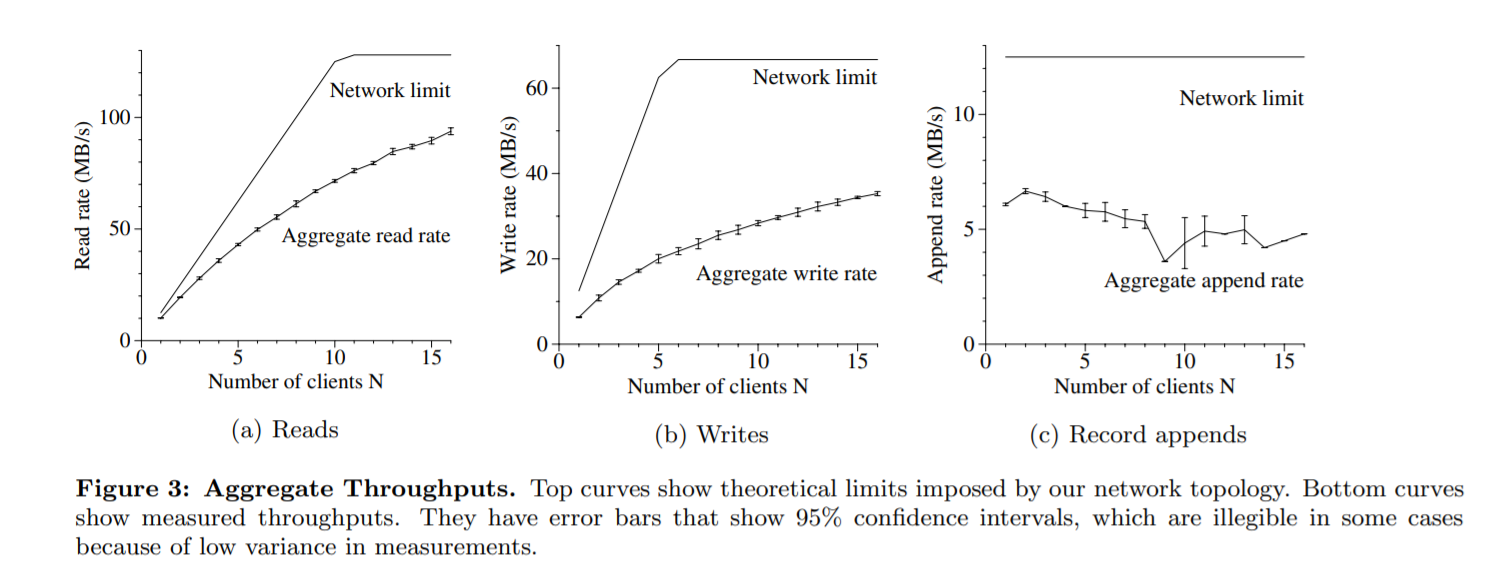 Read rate (MB/s)
100
50
0
0
5
10
15
Network limit
Aggregate read rate
Number of clients N
(a) Reads
Write rate (MB/s)
60
40
20
0
0
5
10
15
Network limit
Aggregate write rate
Number of clients N
(b) Writes
Append rate (MB/s)
10
5
0
0
5
10
15
Network limit
Aggregate append rate
Number of clients N
(c) Record appends
Figure 3: Aggregate Throughputs. Top curves show theoretical limits imposed by our network topology. Bottom curves
show measured throughputs. They have error bars that show 95% confidence intervals, which are illegible in some cases
because of low variance in measurements.